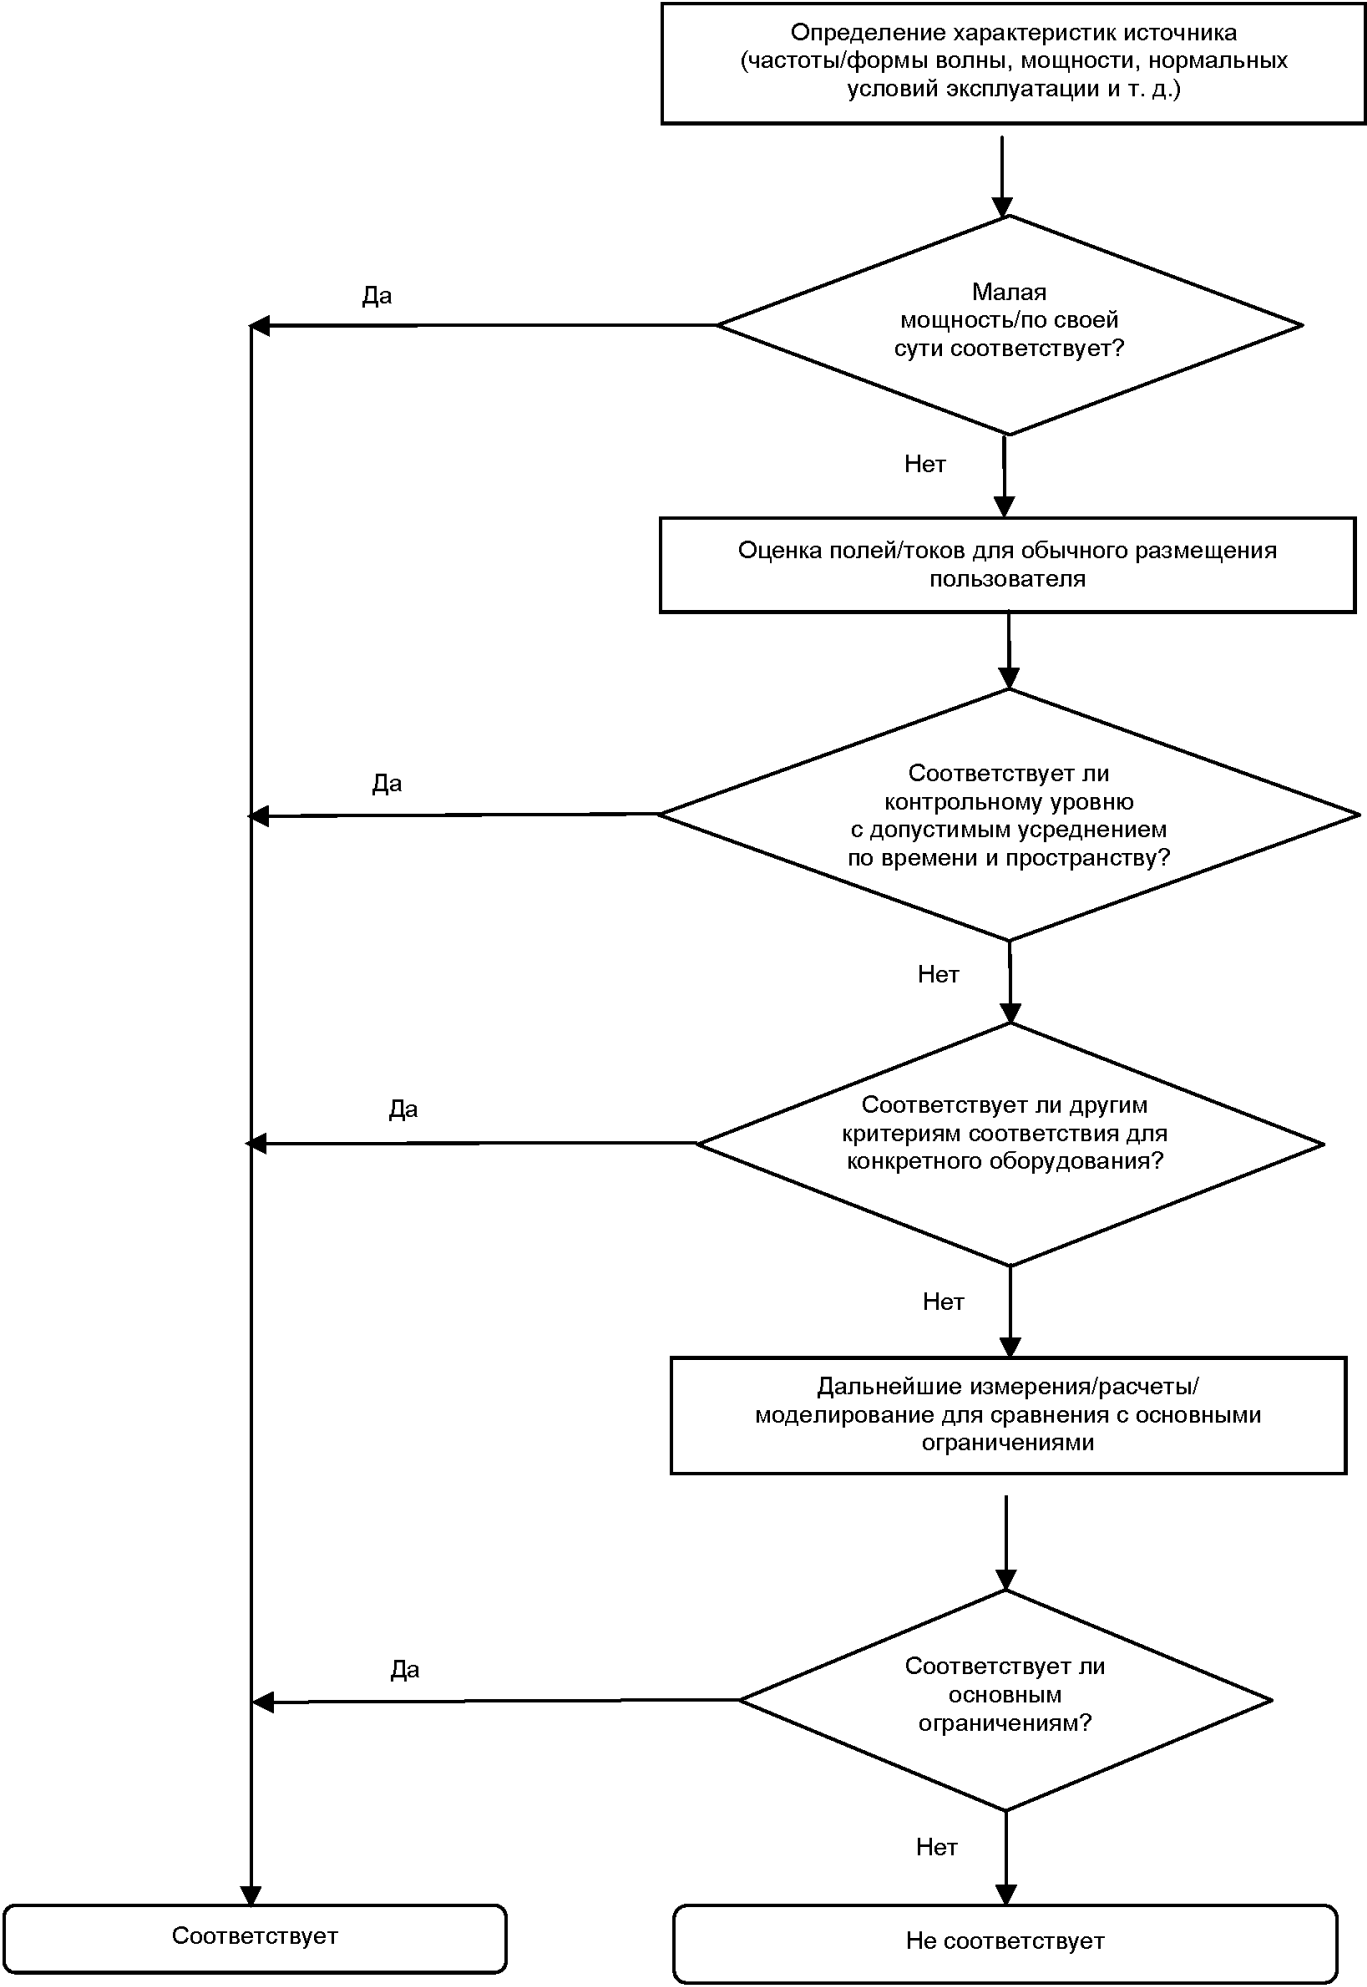 Определение характеристик источника
(частоты/формы волны, мощности, нормальных
условий эксплуатации и т. д.)
Да
Малая
мощность/по своей
сути соответствует?
Нет
Оценка полей/токов для обычного размещения
пользователя
Да
Соответствует ли
контрольному уровню
с допустимым усреднением
по времени и пространству?
Нет
Да
Соответствует ли другим
критериям соответствия для
конкретного оборудования?
Нет
Дальнейшие измерения/расчеты/
моделирование для сравнения с основными
ограничениями
Да
Соответствует ли
основным
ограничениям?
Нет
Соответствует
Не соответствует